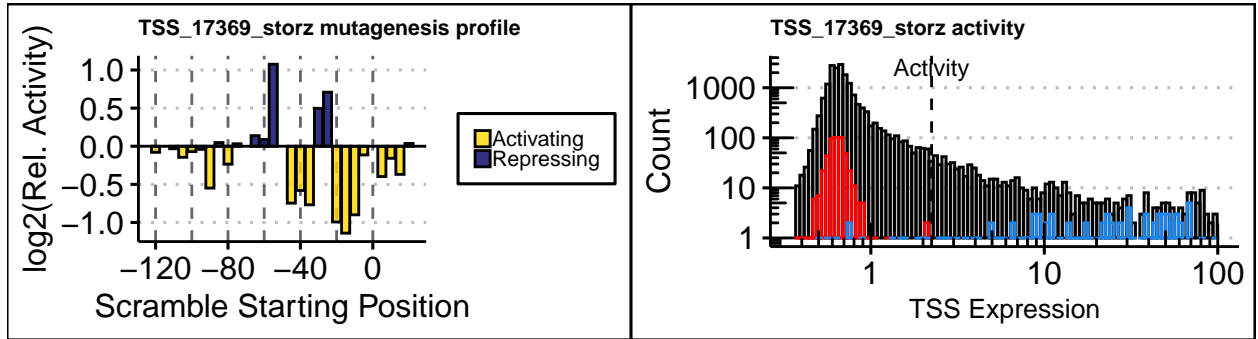 TSS_17369_storz mutagenesis profile
log2(Rel. Activity)
1.0
0.5
0.0
−0.5
−1.0
−120
−80
−40
0
Scramble Starting Position
Activating
Repressing
TSS_17369_storz activity
Activity
Count
1000
100
10
1
1
10
100
TSS Expression